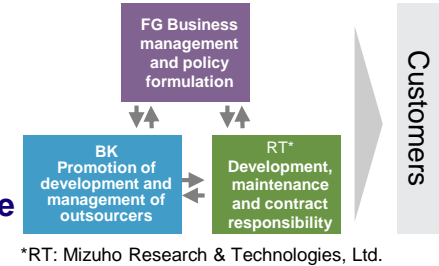 FG Business
management
and policy
formulation
Customers
BK
Promotion of
development and
management of
outsourcers
RT*
Development,
maintenance
and contract
responsibility
e
*RT: Mizuho Research & Technologies, Ltd.